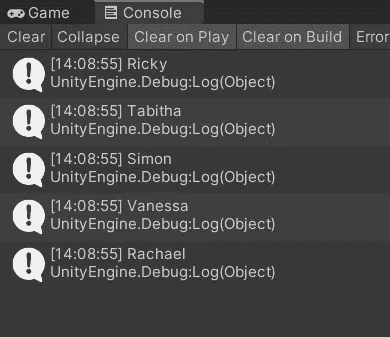 Game Console
Clear Collapse Clear on Play Clear on Build Error
[14:08:55] Ricky
UnityEngine.Debug:Log(Object)
[14:08:55] Tabitha
UnityEngine.Debug:Log(Object)
[14:08:55] Simon
UnityEngine.Debug:Log(Object)
[14:08:55] Vanessa
UnityEngine.Debug:Log(Object)
[14:08:55] Rachael
UnityEngine.Debug:Log(Object)